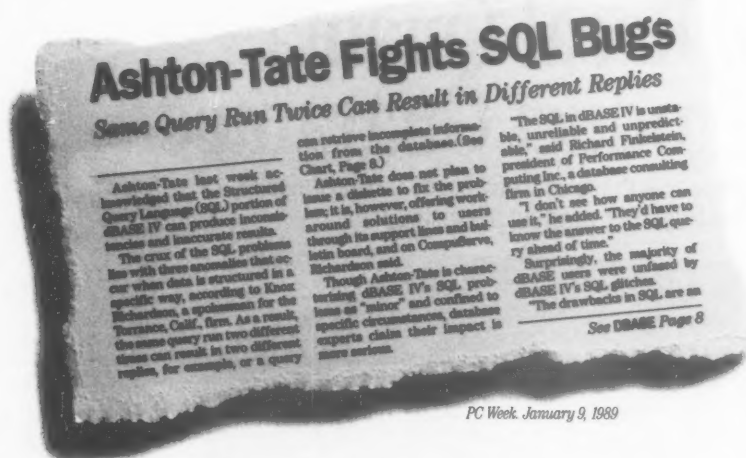 Ashton-Tate Fights SQL Bugs
Same Query Run Twice Can Result in Different Replies
Ashton-Tate last week ac-
knowledged that the Structured
Query Language (SQL) portion of
dBASE IV can produce inconsis-
tencies and inaccurate results.
The crux of the SQL problems
lies with three anomalies that oc-
cur when data is structured in a
specific way, according to Knox
Richardson, a spokesman for the
Torrance, Calif., firm. As a result,
the same query run two different
times can result in two different
replies, for example, or a query
can retrieve incomplete informa-
tion from the database.(See
Chart, Page 8.)
Ashton-Tate does not plan to
issue a diskette to fix the prob-
lem; it is, however, offering work-
around solutions to users
through its support lines and bul-
letin board, and on CompuServe,
Richardson said.
Though Ashton-Tate is charac-
terizing dBASE IV's SQL prob-
lems as "minor" and confined to
specific circumstances, database
experts claim their impact is
more serious.
"The SQL in dBASE IV is unsta-
ble, unreliable and unpredict-
able," said Richard Finkelstein,
president of Performance Com-
puting Inc., a database consulting
firm in Chicago.
"I don't see how anyone can
use it," he added. "They'd have to
know the answer to the SQL que-
ry ahead of time."
Surprisingly, the majority of
dBASE users were unfazed by
dBASE IV's SQL glitches.
"The drawbacks in SQL are an
See DBASE Page 8
PC Week. January 9, 1989